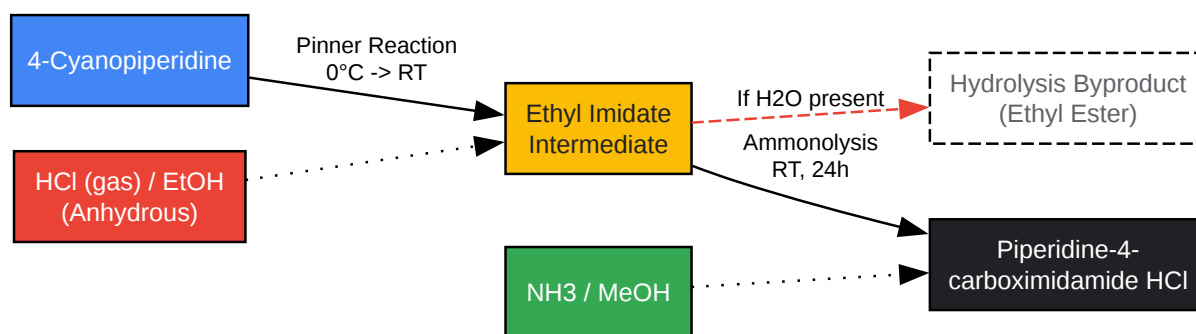 4-Cyanopiperidine
Pinner Reaction
0°C -> RT
HCl (gas) / EtOH
(Anhydrous)
Ethyl Imidate
Intermediate
If H2O present
Hydrolysis Byproduct
(Ethyl Ester)
Ammonolysis
RT, 24h
NH3 / MeOH
Piperidine-4-
carboximidamide HCl